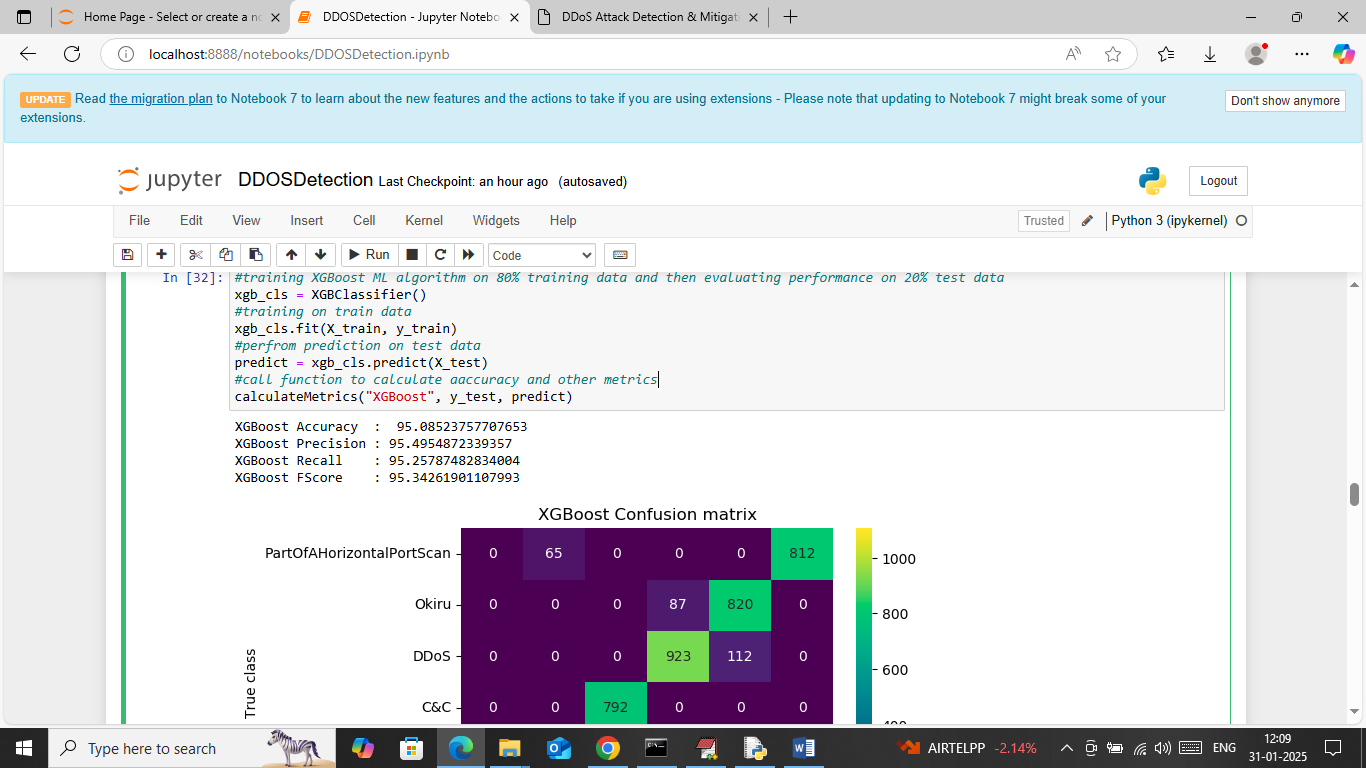 Home Page - Select or create a no
DDOSDetection - Jupyter Notebo
DDoS Attack Detection & Mitigat
localhost:8888/notebooks/DDOSDetection.ipynb
UPDATE Read the migration plan to Notebook 7 to learn about the new features and the actions to take if you are using extensions - Please note that updating to Notebook 7 might break some of your
extensions.
Don't show anymore
jupyter DDOSDetection Last Checkpoint: an hour ago (autosaved)
Logout
File Edit View Insert Cell Kernel Widgets Help
Trusted
Python 3 (ipykernel)
Run
Code
In [32]: #training XGBoost ML algorithm on 80% training data and then evaluating performance on 20% test data
xgb_cls = XGBClassifier()
#training on train data
xgb_cls.fit(X_train, y_train)
#perfrom prediction on test data
predict = xgb_cls.predict(X_test)
#call function to calculate aaccuracy and other metrics
calculateMetrics("XGBoost", y_test, predict)
XGBoost Accuracy  :  95.08523757707653
XGBoost Precision : 95.4954872339357
XGBoost Recall    : 95.25787482834004
XGBoost FScore    : 95.34261901107993
XGBoost Confusion matrix
PartOfAHorizontalPortScan 0 65 0 0 0 812
Okiru 0 0 0 87 820 0
DDoS 0 0 0 923 112 0
C&C 0 0 792 0 0 0
True class
1000
800
600
Type here to search
AIRTELPP -2.14%
ENG
12:09
31-01-2025